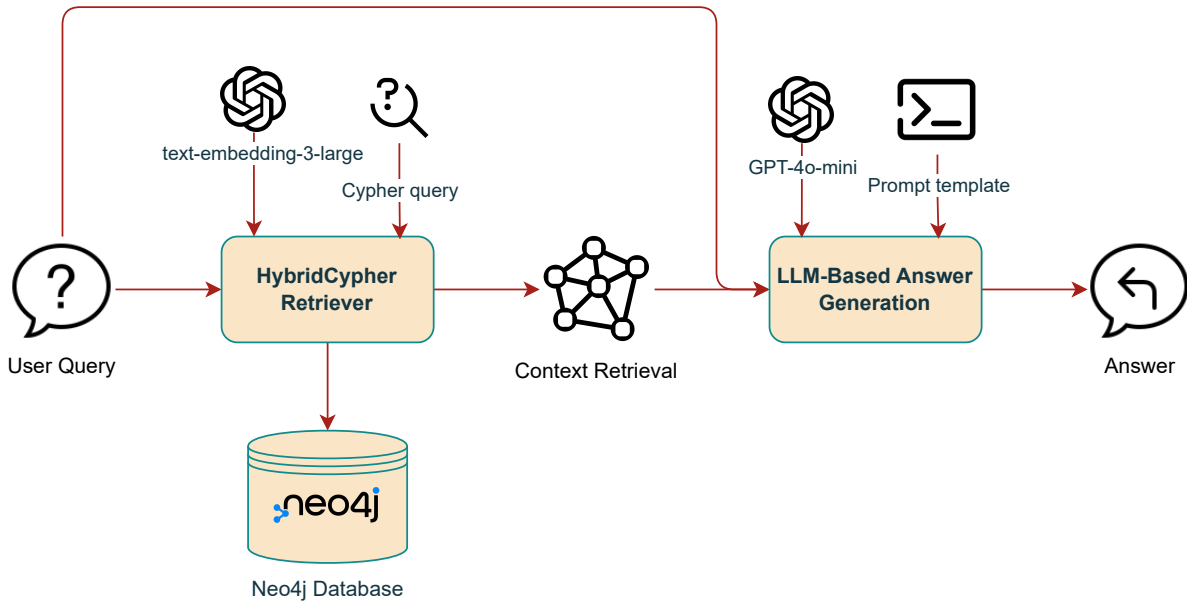 text-embedding-3-large
Cypher query
GPT-4o-mini
Prompt template
?
?
HybridCypher
Retriever
LLM-Based Answer
Generation
User Query
Context Retrieval
Answer
neo4j
Neo4j Database